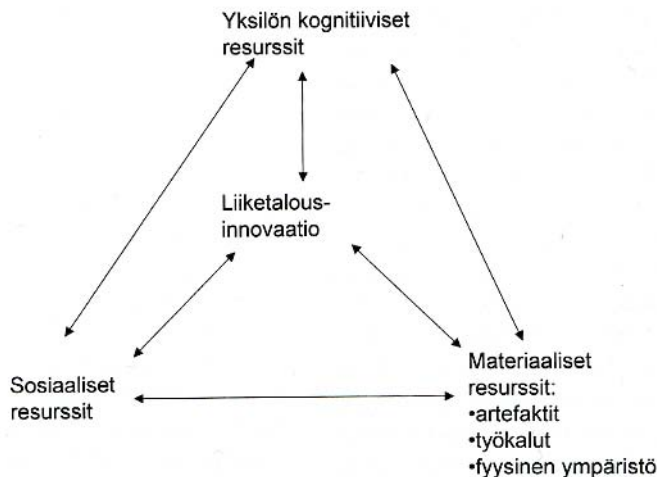 Yksilön kognitiiviset
resurssit
Liiketalous-
innovaatio
Sosiaaliset
resurssit
Materiaaliset
resurssit:
•artefaktit
•työkalut
•fyysinen ympäristö